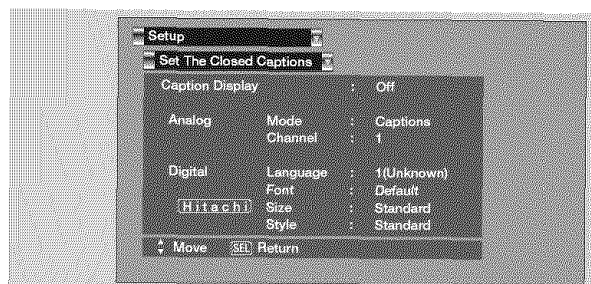 Setup
Set The Closed Captions
Caption Display : Off
Analog Mode : Captions
Channel : 1
Digital Language : 1(Unknown)
Font : Default
Hitachi Size : Standard
Style : Standard
Move SEL Return